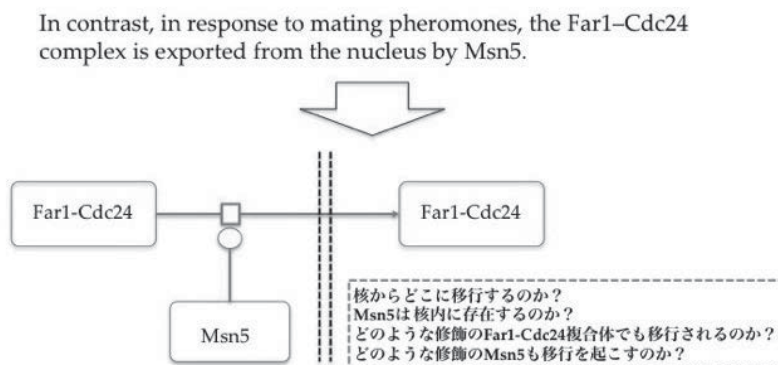 In contrast, in response to mating pheromones, the Far1–Cdc24
complex is exported from the nucleus by Msn5.
Far1-Cdc24
Far1-Cdc24
Msn5
核からどこに移行するのか？
Msn5は核内に存在するのか？
どのような修飾のFar1-Cdc24複合体でも移行されるのか？
どのような修飾のMsn5も移行を起こすのか？